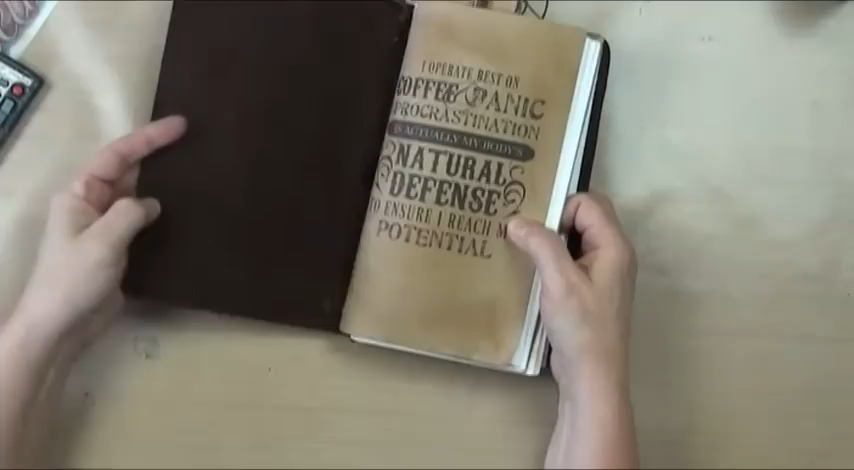 I OPERATE BEST ON
COFFEE & PANIC
PROCRASTINATION
IS ACTUALLY MY BODY'S
NATURAL
DEFENSE
TO ENSURE I REACH
POTENTIAL